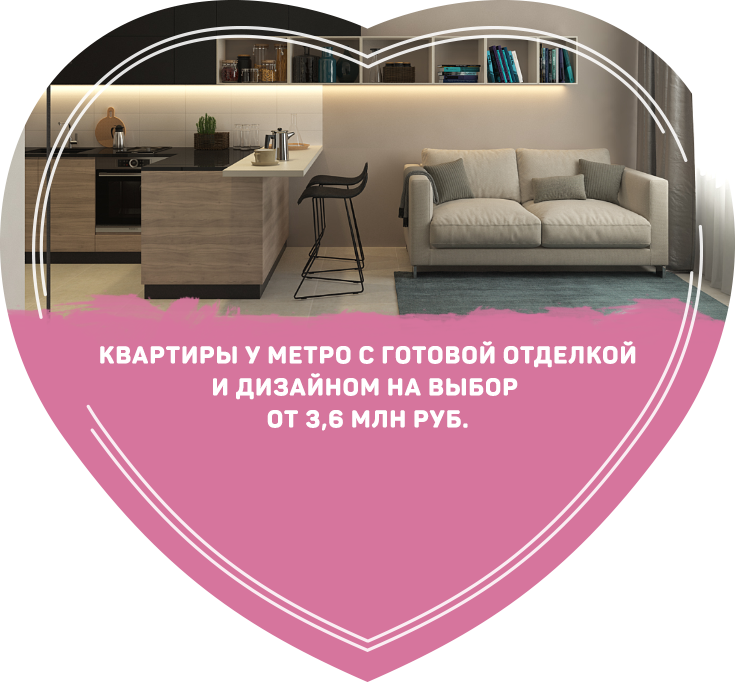 КВАРТИРЫ У МЕТРО С ГОТОВОЙ ОТДЕЛКОЙ
И ДИЗАЙНОМ НА ВЫБОР
ОТ 3,6 МЛН РУБ.